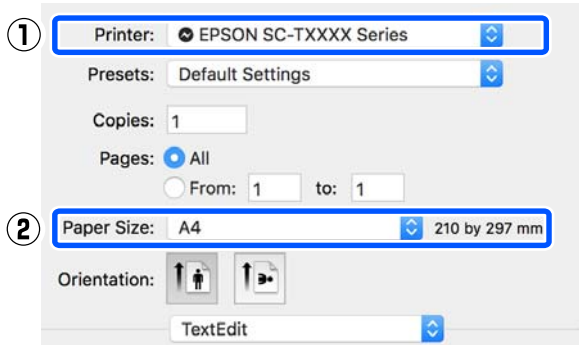 ① Printer: EPSON SC-TXXXX Series
Presets: Default Settings
Copies: 1
Pages: All
From: 1 to: 1
② Paper Size: A4 210 by 297 mm
Orientation:
TextEdit